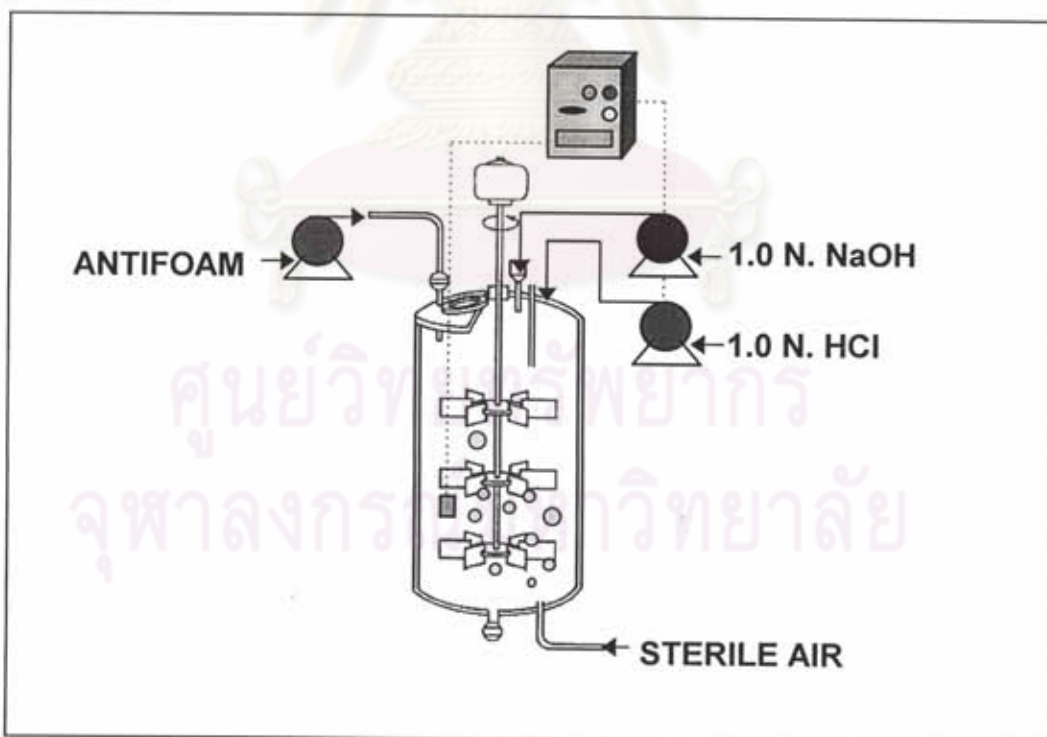 ANTIFOAM
1.0 N. NaOH
1.0 N. HCl
ศูนย์วิทยทรัพยากร
จุฬาลงกรณ์มหาวิทยาลัย
STERILE AIR